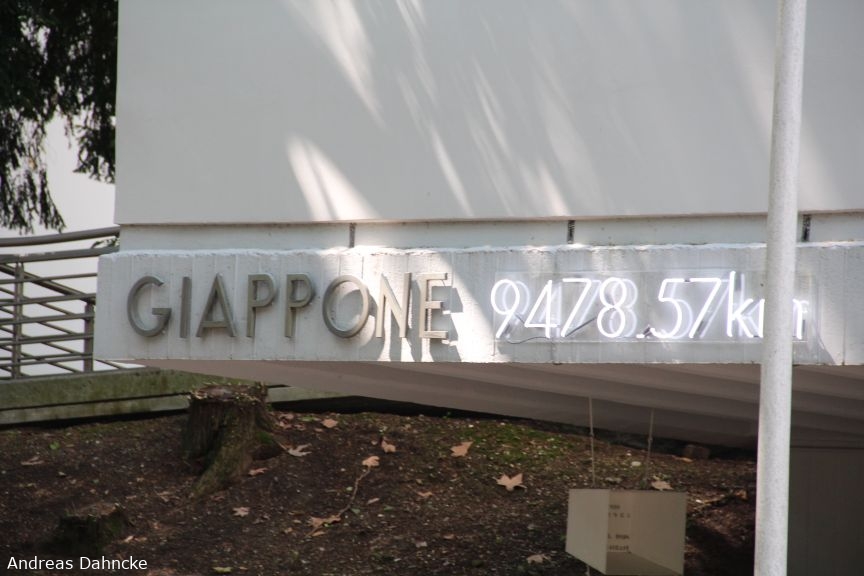 GIAPPONE 9478.57km
Andreas Dahncke